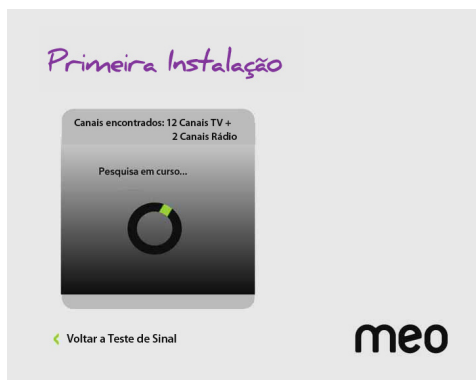 Primeira Instalação
Canais encontrados: 12 Canais TV +
2 Canais Rádio
Pesquisa em curso...
Voltar a Teste de Sinal
meo